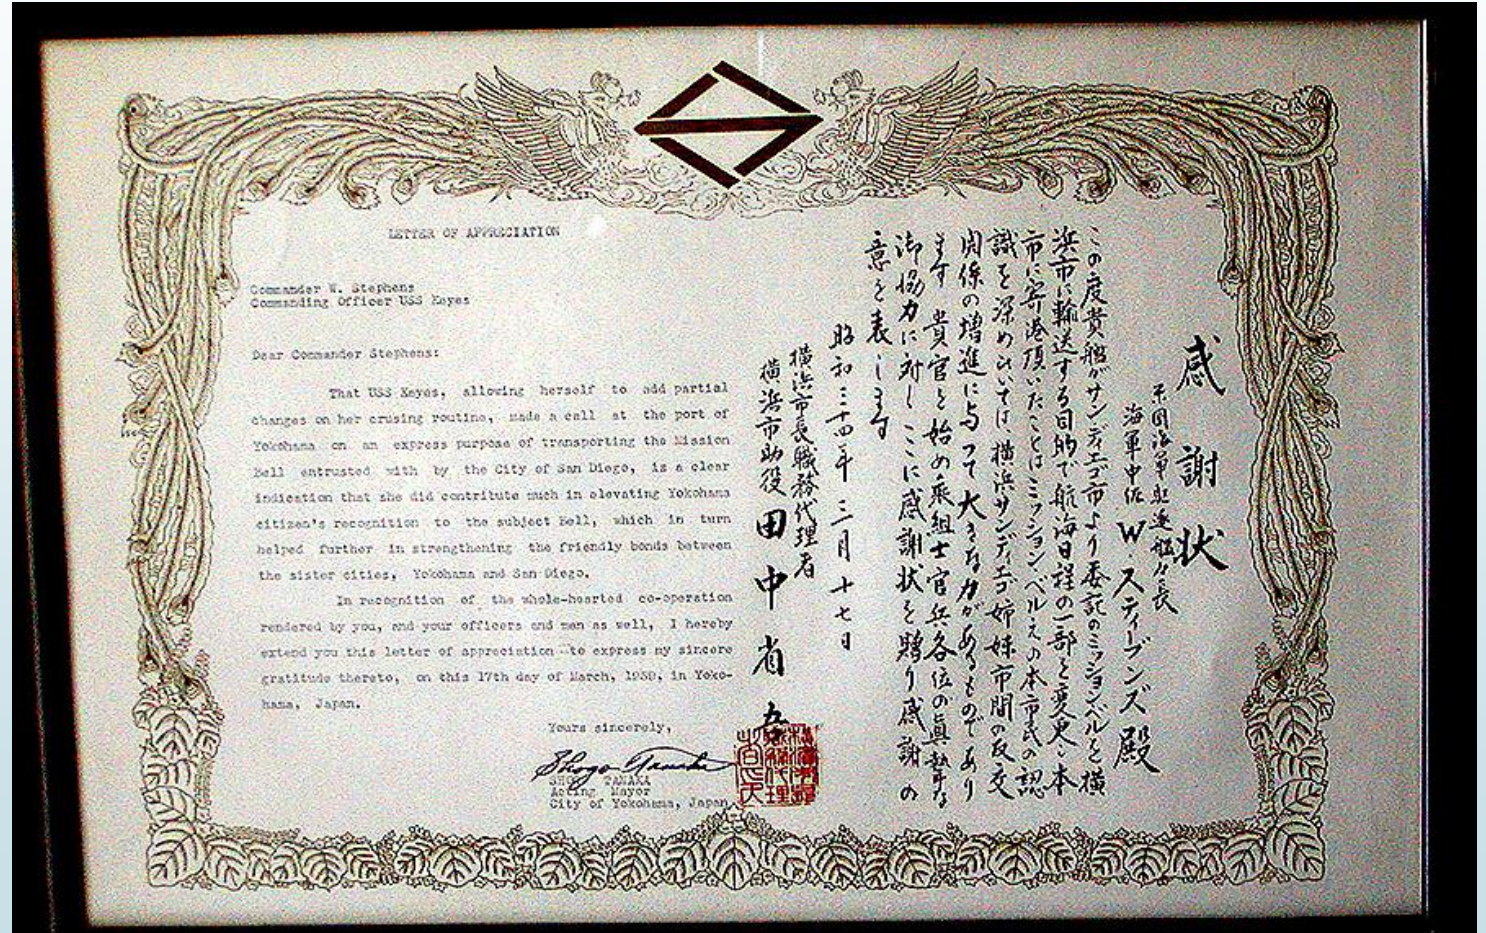 LETTER OF APPRECIATION
Commander W. Stephens
Commanding Officer USS Keyes
Dear Commander Stephens:
That USS Keyes, allowing herself to add partial
changes on her crusing routine, made a call at the port of
Yokohama on an express purpose of transporting the Mission
Bell entrusted with by the City of San Diego, is a clear
indication that she did contribute much in elevating Yokohama
citizen's recognition to the subject Bell, which in turn
helped further in strengthening the friendly bonds between
the sister cities, Yokohama and San Diego.
In recognition of the whole-hearted co-operation
rendered by you, and your officers and men as well, I hereby
extend you this letter of appreciation to express my sincere
gratitude thereto, on this 17th day of March, 1959, in Yoko-
hama, Japan.
Yours sincerely,
Shogo Tanaka
SHOGO TANAKA
Acting Mayor
City of Yokohama, Japan
感謝状
米国海軍駆逐艦々長
海軍中佐 W・スティーブンズ殿
この度貴艦がサンディエゴ市より委託のミッションベルを横
浜市に輸送する目的で航海日程の一部を変更し本
市に寄港頂いたことはミッションベルえの本市民の認
識を深めひいては横浜サンディエゴ姉妹市間の友交
関係の増進に与って大きな力があるものであり
ます 貴官を始め乗組士官兵各位の真摯な
御協力に対し ここに感謝状を贈り感謝の
意を表します
昭和三十四年三月十七日
横浜市長職務代理者
横浜市助役 田中省吾